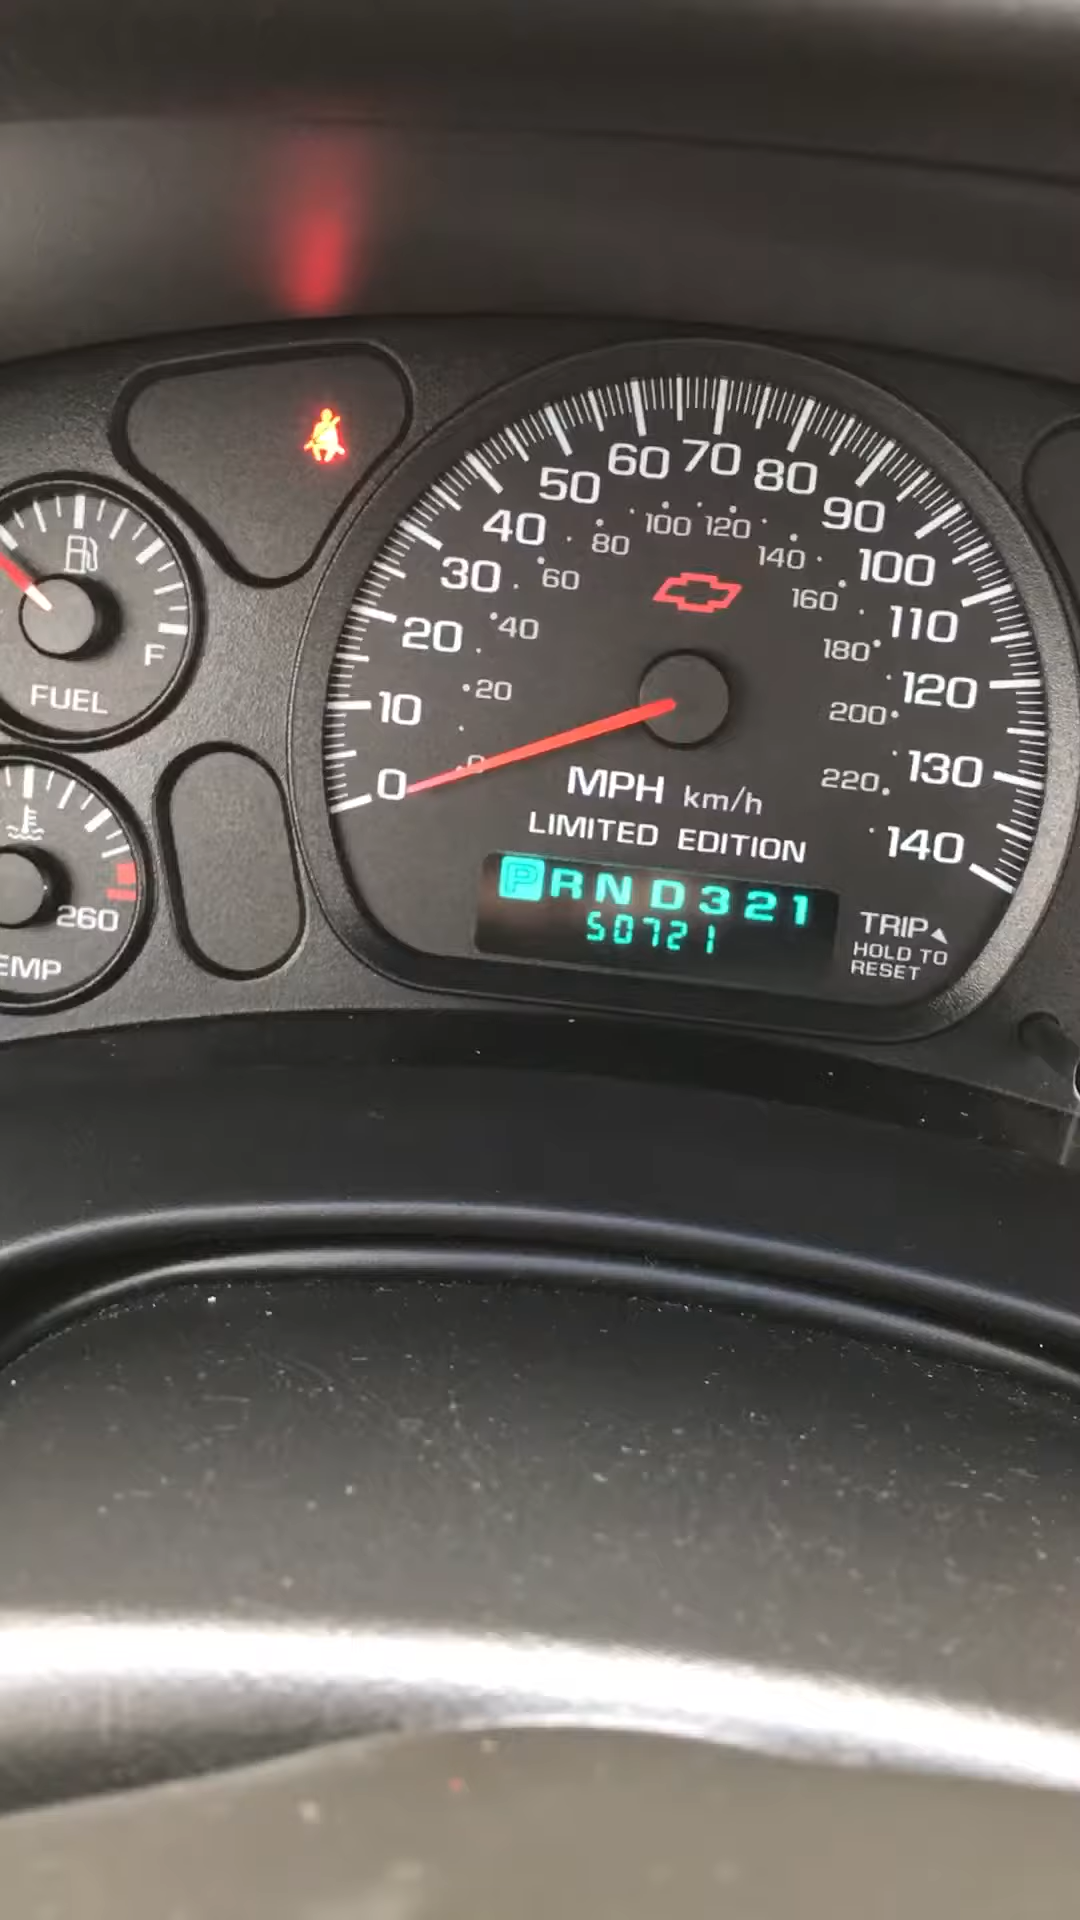 60 70 80
50 90
40 100 120
80 140 100
30 60 160 110
20 40 180
F 20 120
FUEL 10 200
0 0 220 130
MPH km/h
LIMITED EDITION 140
PRND321
50721
TRIP
HOLD TO
RESET
260
EMP